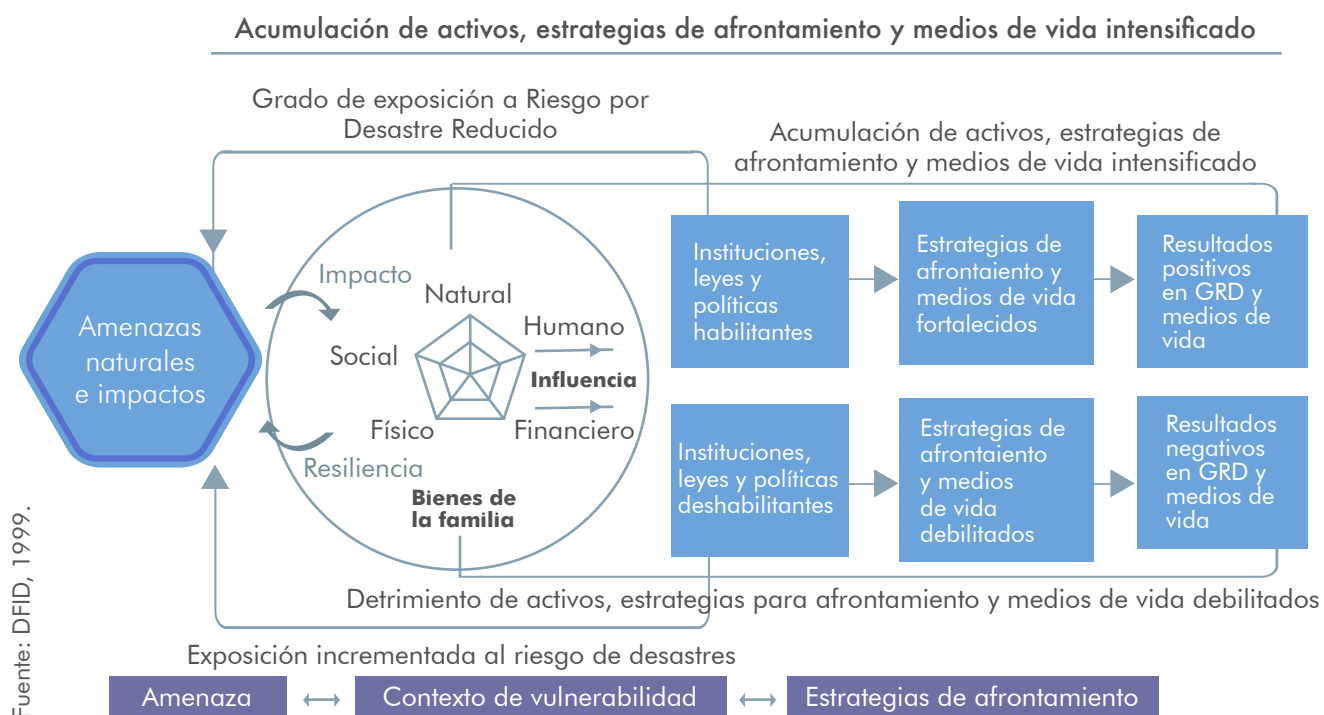 Acumulación de activos, estrategias de afrontamiento y medios de vida intensificado
Grado de exposición a Riesgo por
Desastre Reducido
Acumulación de activos, estrategias de
afrontamiento y medios de vida intensificado
Amenazas
naturales
e impactos
Impacto
Natural
Humano
Social
Influencia
Físico
Financiero
Resiliencia
Bienes de
la familia
Instituciones,
leyes y
políticas
habilitantes
Estrategias de
afrontaiento y
medios de vida
fortalecidos
Resultados
positivos
en GRD y
medios de
vida
Instituciones,
leyes y políticas
deshabilitantes
Estrategias de
afrontaiento
y medios
de vida
debilitados
Resultados
negativos
en GRD y
medios de
vida
Detrimiento de activos, estrategias para afrontamiento y medios de vida debilitados
Exposición incrementada al riesgo de desastres
Amenaza
Contexto de vulnerabilidad
Estrategias de afrontamiento
Fuente: DFID, 1999.